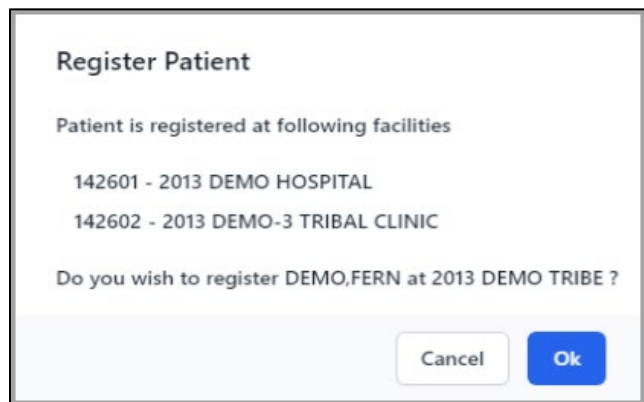 Register Patient
Patient is registered at following facilities
142601 - 2013 DEMO HOSPITAL
142602 - 2013 DEMO-3 TRIBAL CLINIC
Do you wish to register DEMO,FERN at 2013 DEMO TRIBE ?
Cancel Ok